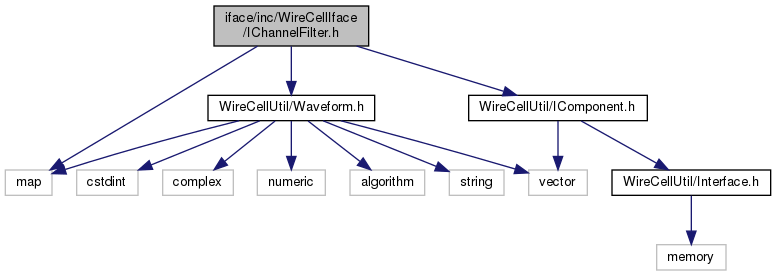 iface/inc/WireCellIface
/IChannelFilter.h
WireCellUtil/Waveform.h
WireCellUtil/IComponent.h
map
cstdint
complex
numeric
algorithm
string
vector
WireCellUtil/Interface.h
memory